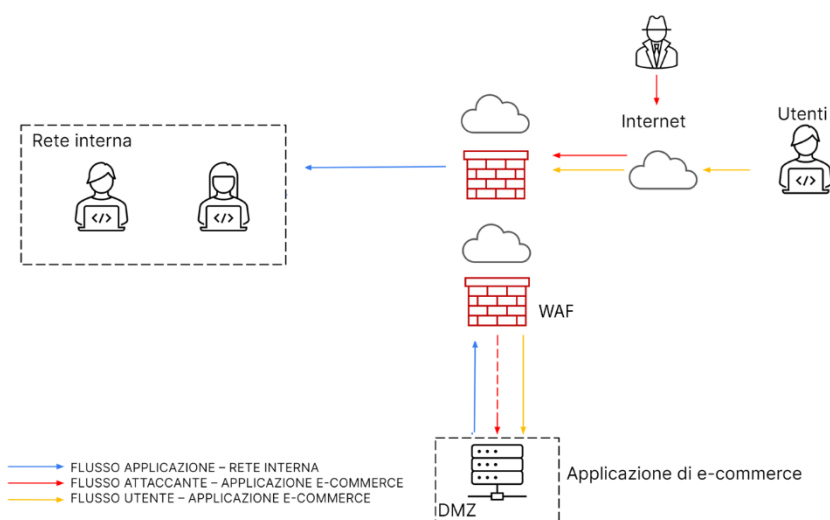 Internet
Utenti
Rete interna
</>
</>
</>
WAF
Applicazione di e-commerce
DMZ
FLUSSO APPLICAZIONE – RETE INTERNA
FLUSSO ATTACCANTE – APPLICAZIONE E-COMMERCE
FLUSSO UTENTE – APPLICAZIONE E-COMMERCE